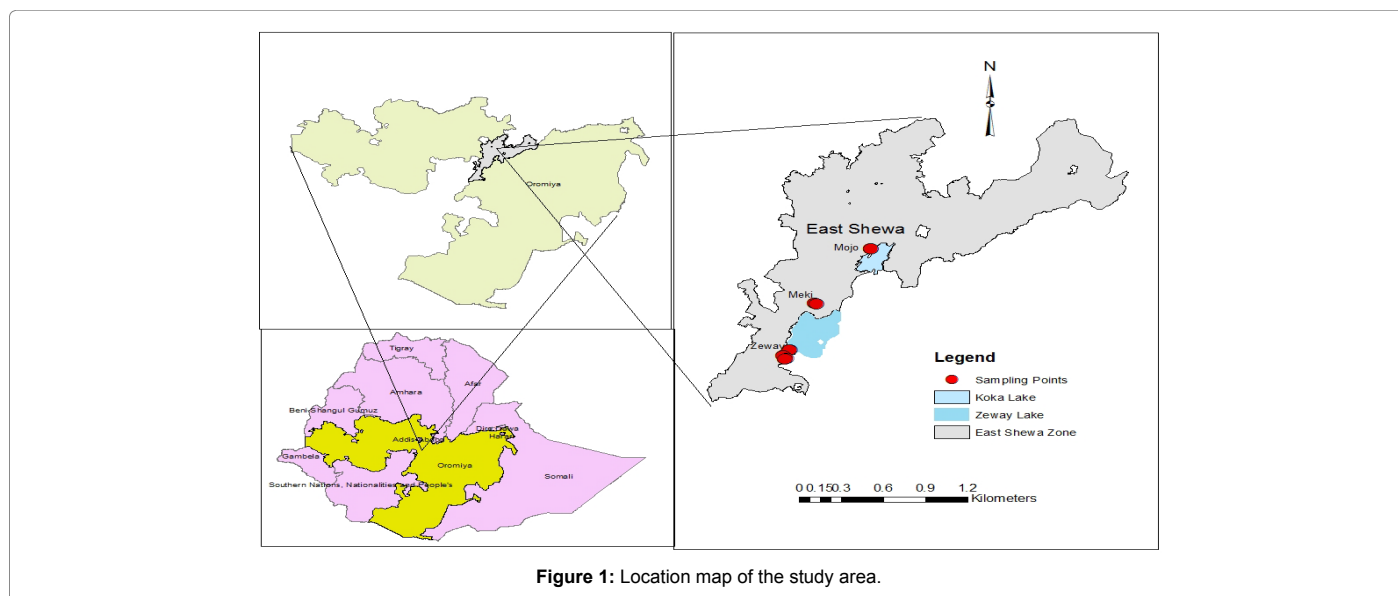 Oromiya
Tigray
Afar
Amhara
Beni-Shangul Gumuz
Addis Ababa
Dire Dawa
Harari
Gambela
Oromiya
Somali
Southern Nations, Nationalities and People's
N
East Shewa
Mojo
Meki
Zeway
Legend
Sampling Points
Koka Lake
Zeway Lake
East Shewa Zone
0 0.15 0.3 0.6 0.9 1.2
Kilometers
Figure 1: Location map of the study area.